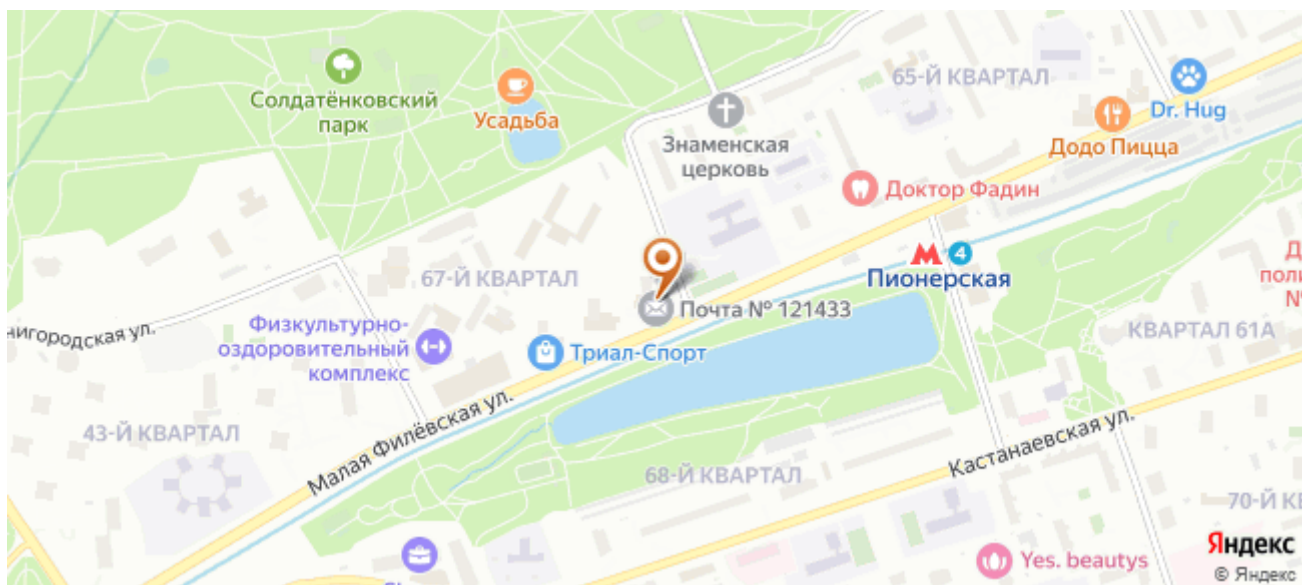 65-Й КВАРТАЛ
Солдатёнковский
парк
Усадьба
Dr. Hug
Знаменская
церковь
Додо Пицца
Доктор Фадин
67-Й КВАРТАЛ
4
Пионерская
Почта № 121433
нигородская ул.
Физкультурно-
оздоровительный
комплекс
Триал-Спорт
КВАРТАЛ 61А
Малая Филёвская ул.
43-Й КВАРТАЛ
Кастанаевская ул.
68-Й КВАРТАЛ
70-Й
Yes. beautys
Яндекс
© Яндекс